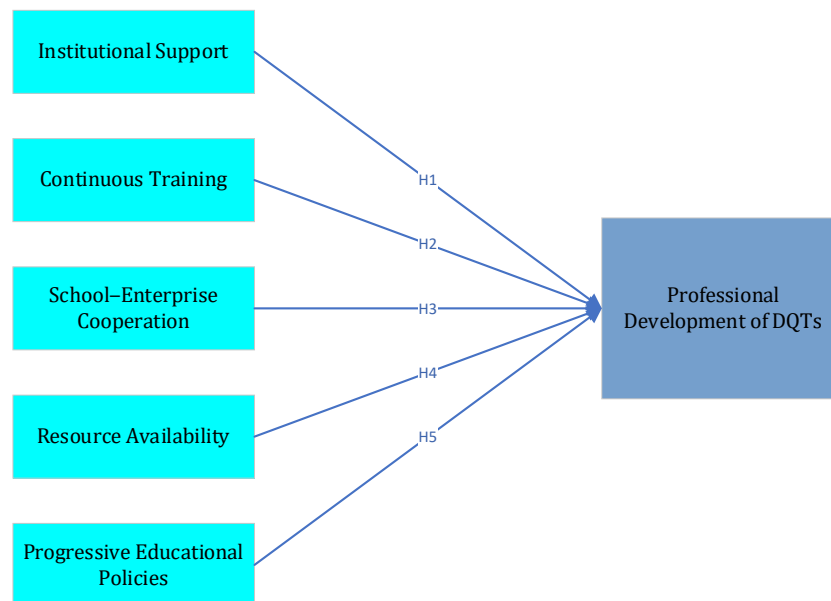 Institutional Support
H1
Continuous Training
H2
School–Enterprise
Cooperation
H3
Professional
Development of DQTs
H4
Resource Availability
H5
Progressive Educational
Policies